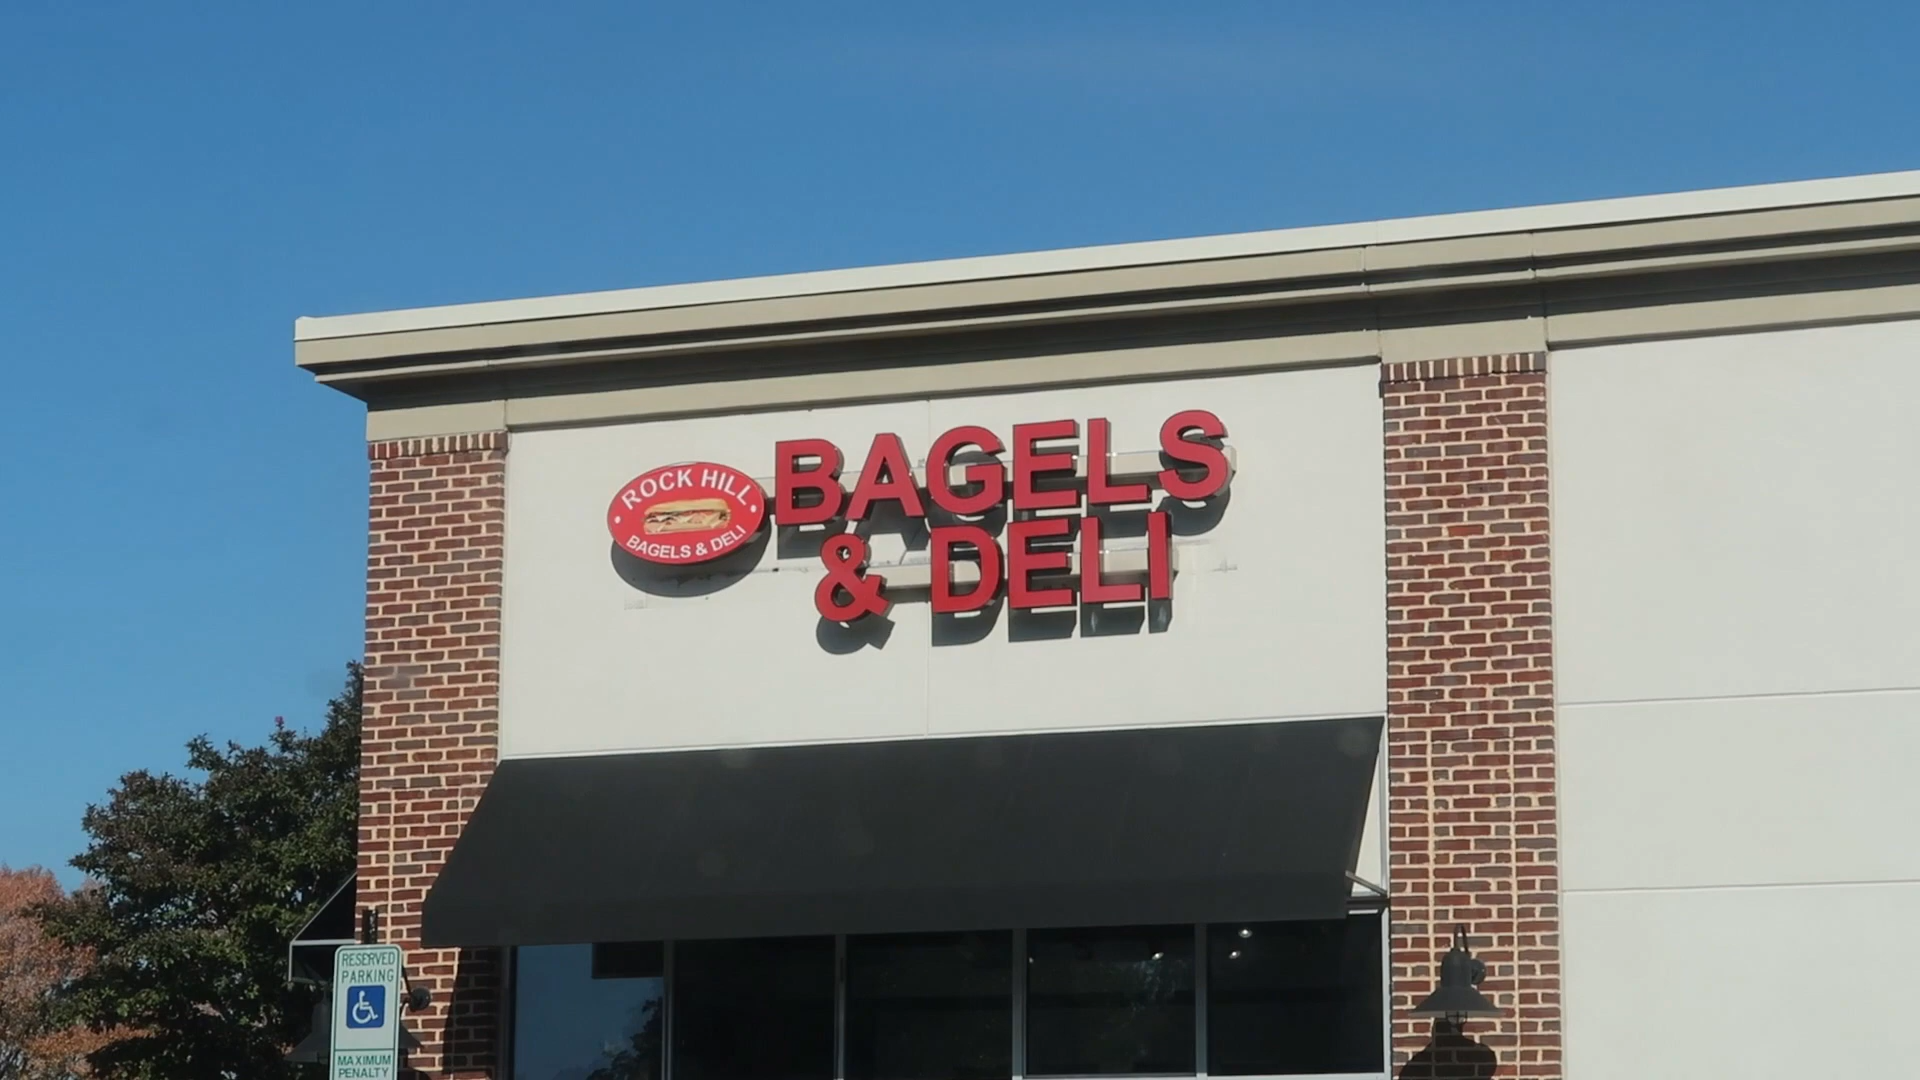 ROCK HILL
BAGELS & DELI
BAGELS
& DELI
RESERVED
PARKING
MAXIMUM
PENALTY